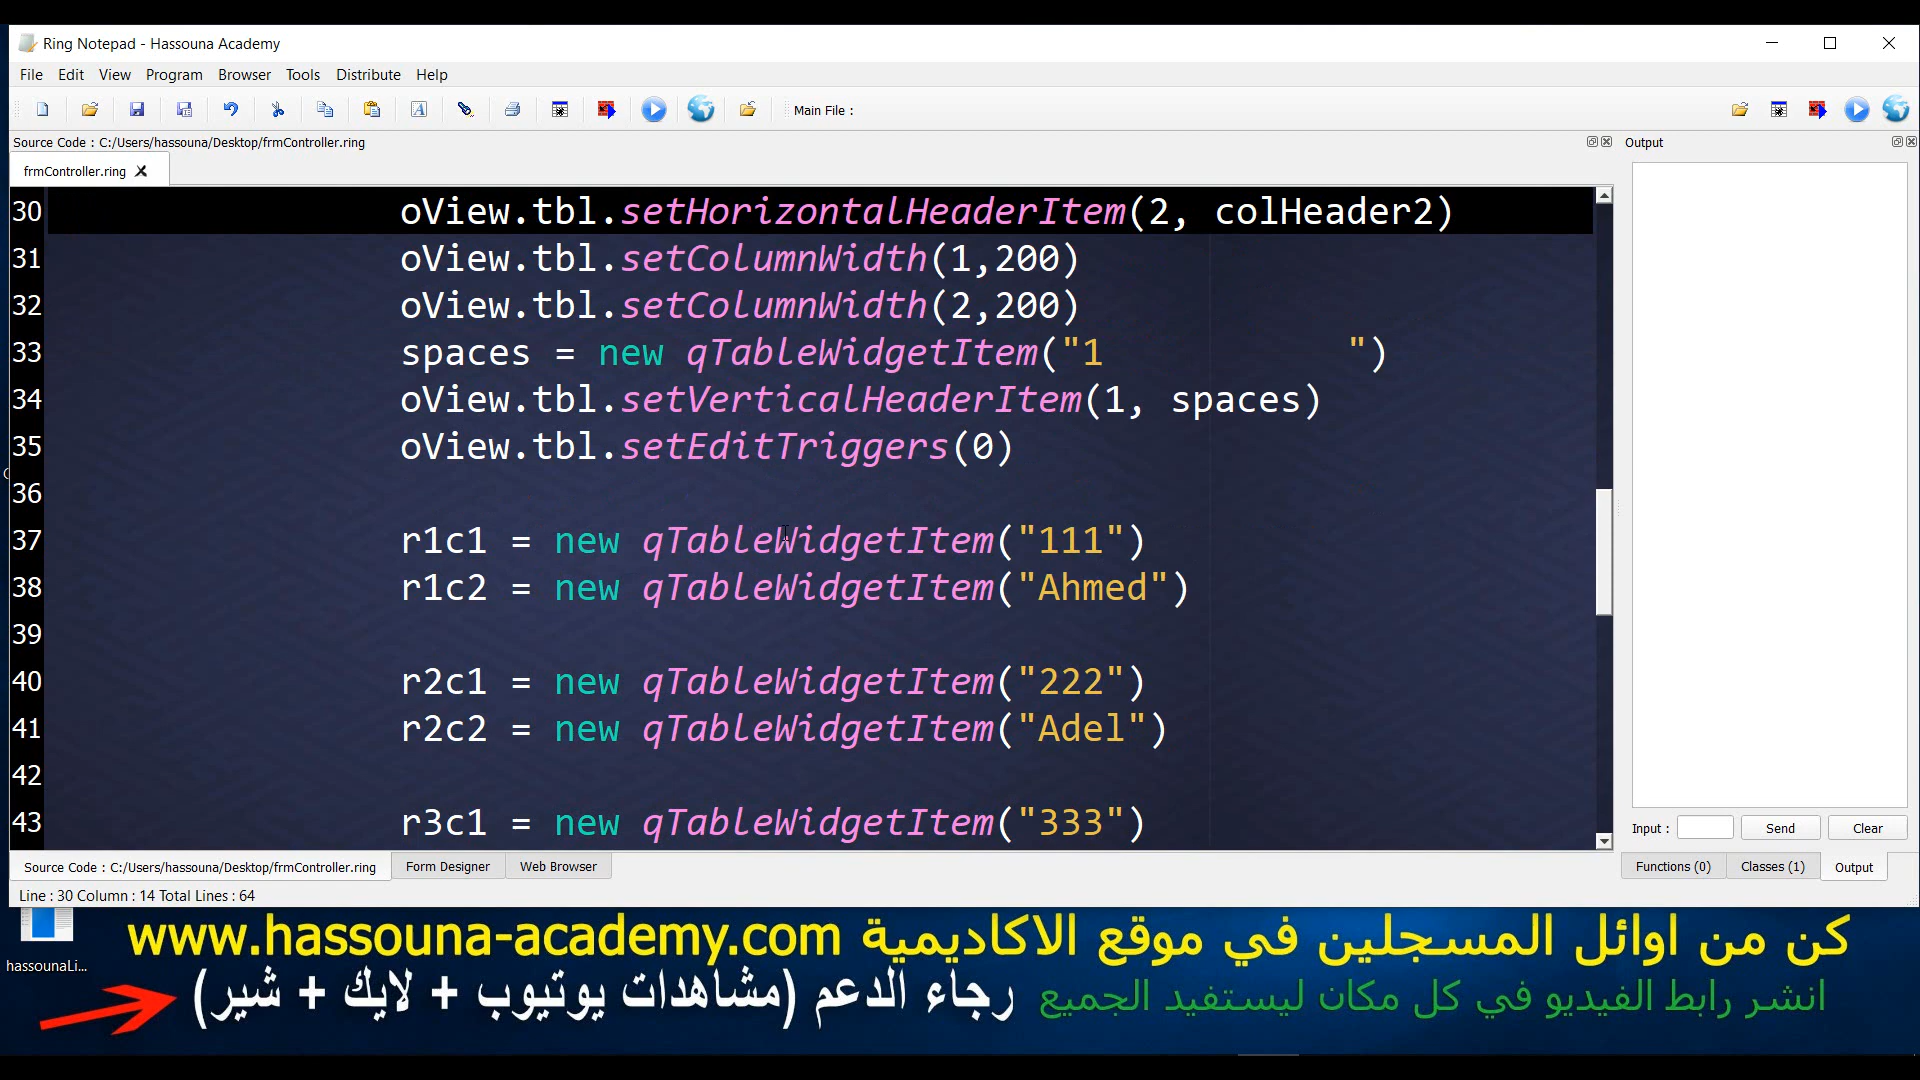 Ring Notepad - Hassouna Academy
File Edit View Program Browser Tools Distribute Help
Main File :
Source Code : C:/Users/hassouna/Desktop/frmController.ring
Output
frmController.ring
30 oView.tbl.setHorizontalHeaderItem(2, colHeader2)
31 oView.tbl.setColumnWidth(1,200)
32 oView.tbl.setColumnWidth(2,200)
33 spaces = new qTableWidgetItem("1           ")
34 oView.tbl.setVerticalHeaderItem(1, spaces)
35 oView.tbl.setEditTriggers(0)
36
37 r1c1 = new qTableWidgetItem("111")
38 r1c2 = new qTableWidgetItem("Ahmed")
39
40 r2c1 = new qTableWidgetItem("222")
41 r2c2 = new qTableWidgetItem("Adel")
42
43 r3c1 = new qTableWidgetItem("333")
Input : Send Clear
Source Code : C:/Users/hassouna/Desktop/frmController.ring Form Designer Web Browser
Functions (0) Classes (1) Output
Line : 30 Column : 14 Total Lines : 64
كن من اوائل المسجلين في موقع الاكاديمية www.hassouna-academy.com
hassounaLi...
انشر رابط الفيديو في كل مكان ليستفيد الجميع رجاء الدعم (مشاهدات يوتيوب + لايك + شير)